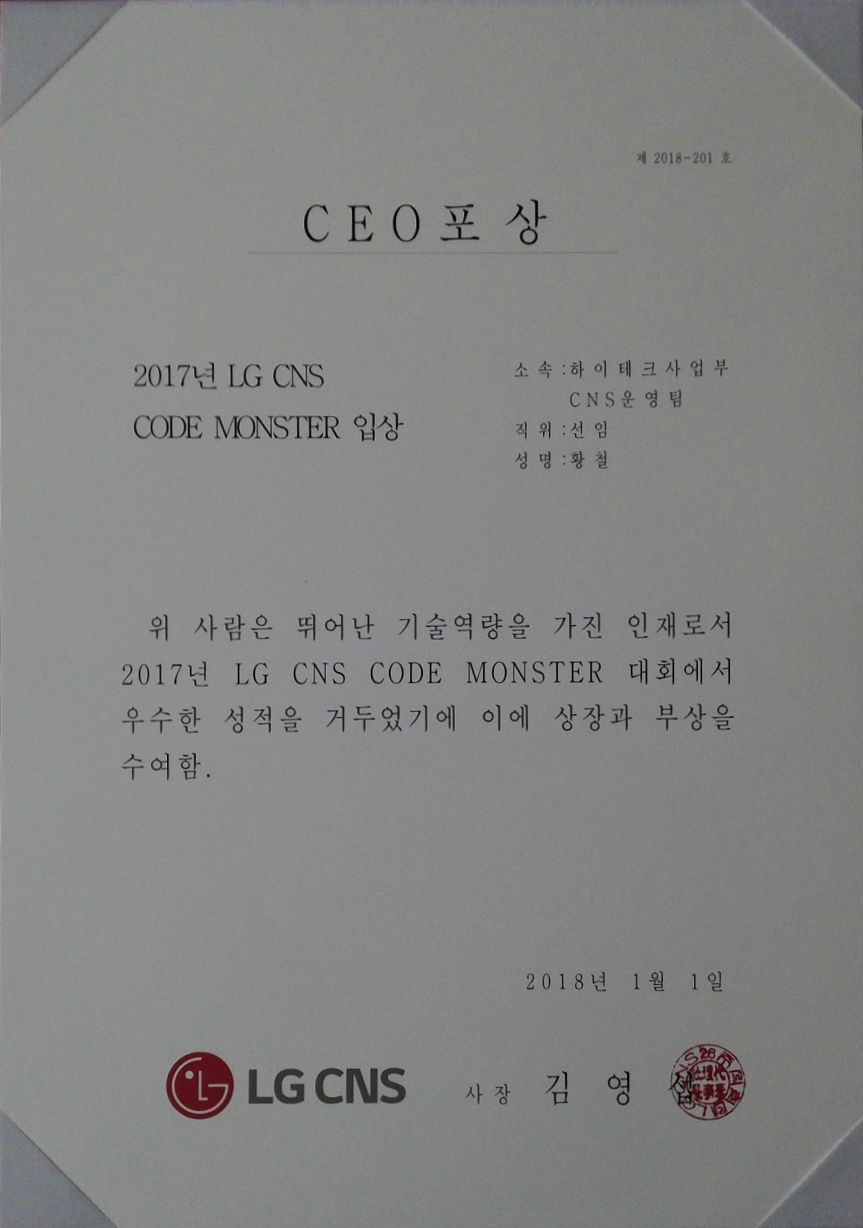 제 2018-201 호
CEO포상
2017년 LG CNS
CODE MONSTER 입상
소속:하이테크사업부
CNS운영팀
직위:선임
성명:황철
위 사람은 뛰어난 기술역량을 가진 인재로서
2017년 LG CNS CODE MONSTER 대회에서
우수한 성적을 거두었기에 이에 상장과 부상을
수여함.
2018년 1월 1일
LG CNS
사장 김영섭